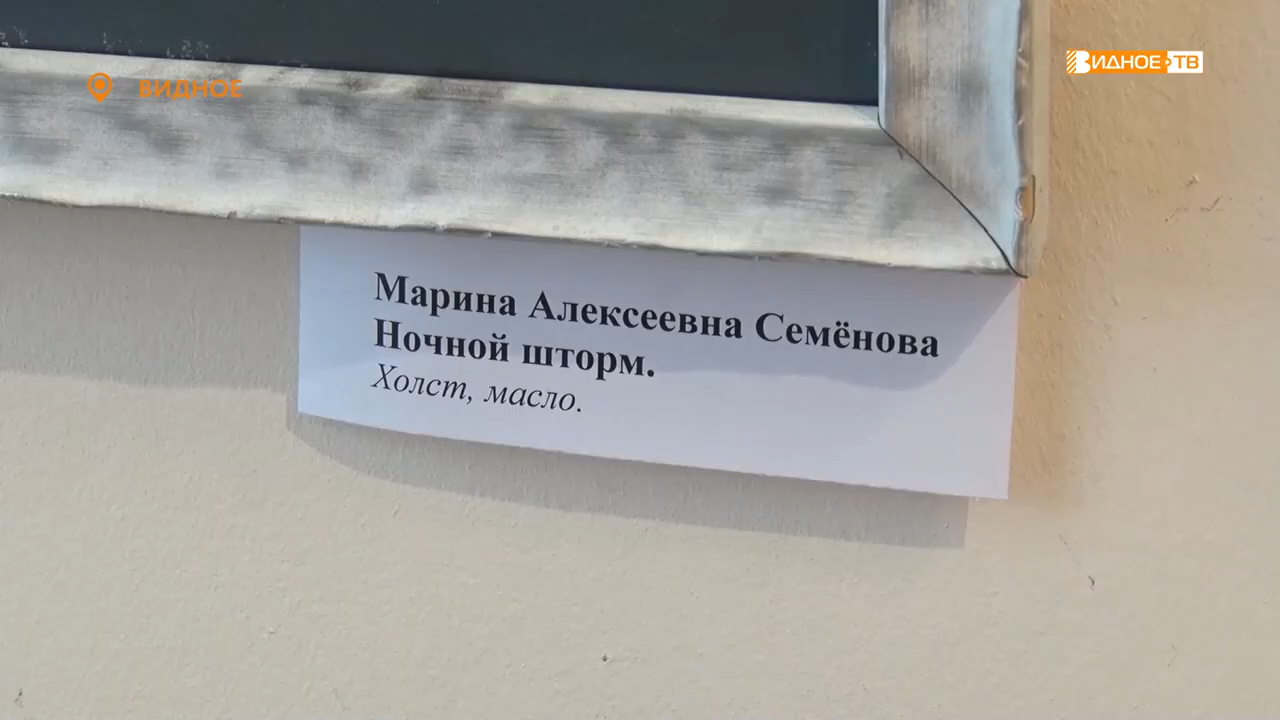 ВИДНОЕ
ВИДНОЕ ТВ
Марина Алексеевна Семёнова
Ночной шторм.
Холст, масло.